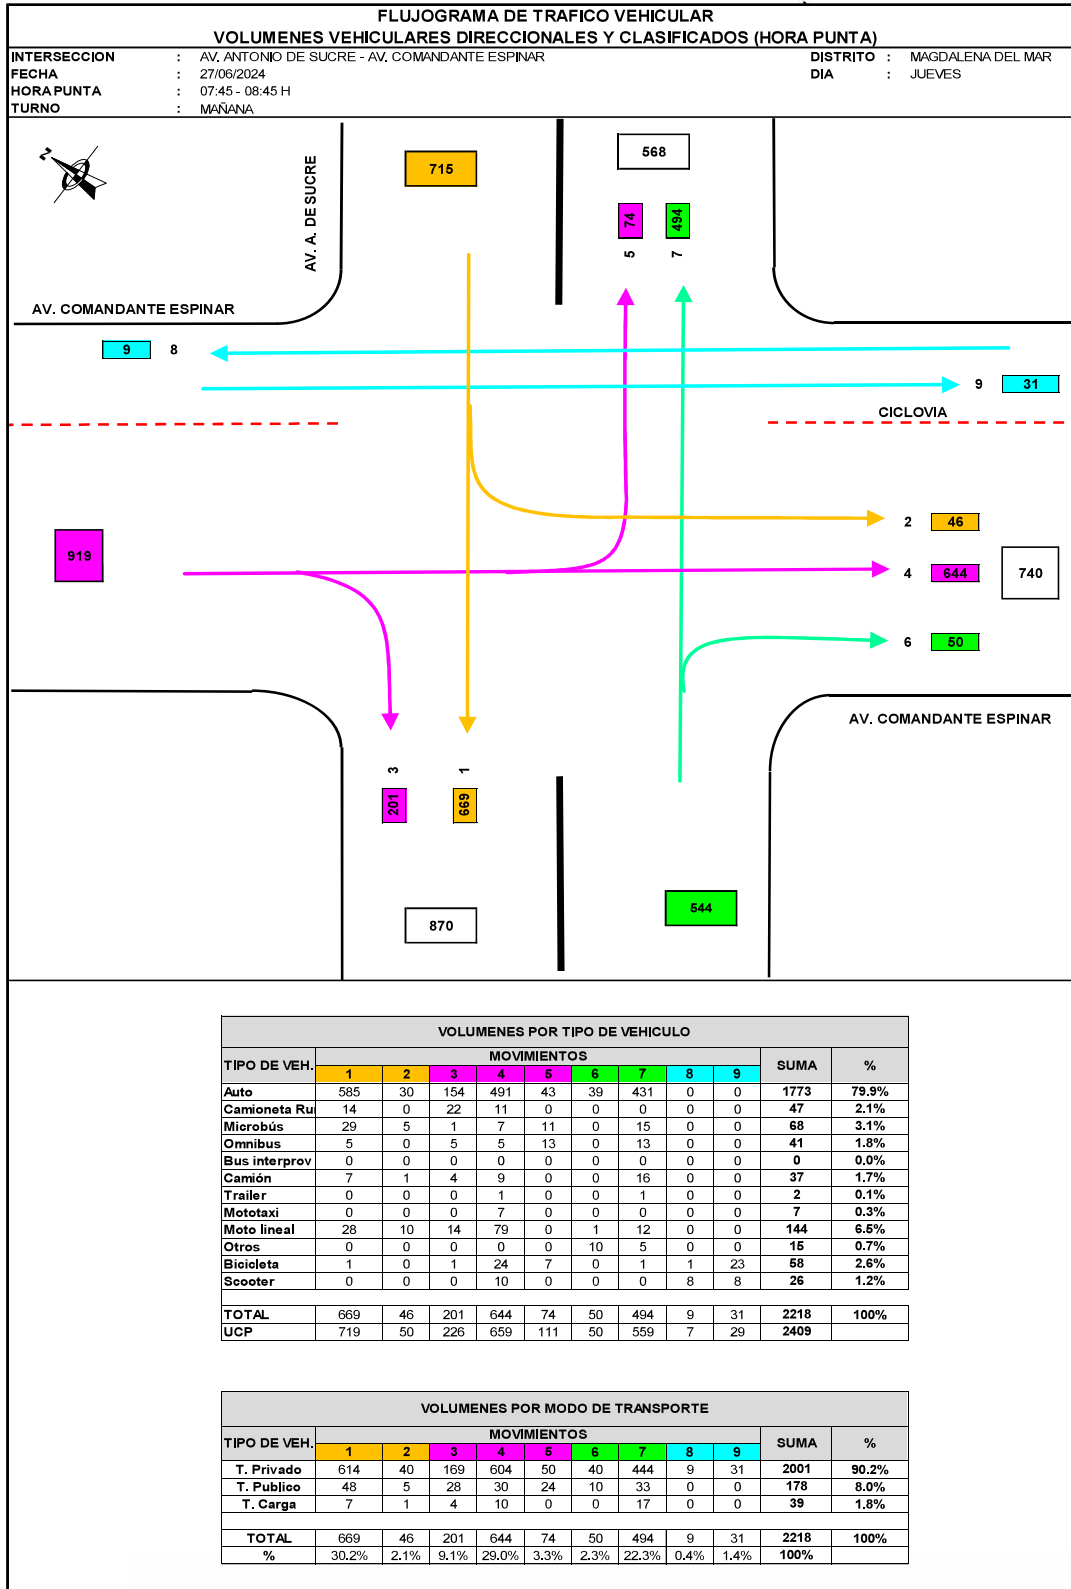 FLUJOGRAMA DE TRAFICO VEHICULAR
VOLUMENES VEHICULARES DIRECCIONALES Y CLASIFICADOS (HORA PUNTA)
INTERSECCION : AV. ANTONIO DE SUCRE - AV. COMANDANTE ESPINAR DISTRITO : MAGDALENA DEL MAR
FECHA : 27/06/2024 DIA : JUEVES
HORA PUNTA : 07:45 - 08:45 H
TURNO : MAÑANA
N
AV. A. DE SUCRE
715
568
74 494
5 7
AV. COMANDANTE ESPINAR
9 8
9 31
CICLOVIA
2 46
919
4 644 740
6 50
AV. COMANDANTE ESPINAR
3 1
201 669
544
870
VOLUMENES POR TIPO DE VEHICULO
TIPO DE VEH. MOVIMIENTOS SUMA %
1 2 3 4 5 6 7 8 9
Auto 585 30 154 491 43 39 431 0 0 1773 79.9%
Camioneta Ru 14 0 22 11 0 0 0 0 0 47 2.1%
Microbús 29 5 1 7 11 0 15 0 0 68 3.1%
Omnibus 5 0 5 5 13 0 13 0 0 41 1.8%
Bus interprov 0 0 0 0 0 0 0 0 0 0 0.0%
Camión 7 1 4 9 0 0 16 0 0 37 1.7%
Trailer 0 0 0 1 0 0 1 0 0 2 0.1%
Mototaxi 0 0 0 7 0 0 0 0 0 7 0.3%
Moto lineal 28 10 14 79 0 1 12 0 0 144 6.5%
Otros 0 0 0 0 0 10 5 0 0 15 0.7%
Bicicleta 1 0 1 24 7 0 1 1 23 58 2.6%
Scooter 0 0 0 10 0 0 0 8 8 26 1.2%
TOTAL 669 46 201 644 74 50 494 9 31 2218 100%
UCP 719 50 226 659 111 50 559 7 29 2409
VOLUMENES POR MODO DE TRANSPORTE
TIPO DE VEH. MOVIMIENTOS SUMA %
1 2 3 4 5 6 7 8 9
T. Privado 614 40 169 604 50 40 444 9 31 2001 90.2%
T. Publico 48 5 28 30 24 10 33 0 0 178 8.0%
T. Carga 7 1 4 10 0 0 17 0 0 39 1.8%
TOTAL 669 46 201 644 74 50 494 9 31 2218 100%
% 30.2% 2.1% 9.1% 29.0% 3.3% 2.3% 22.3% 0.4% 1.4% 100%